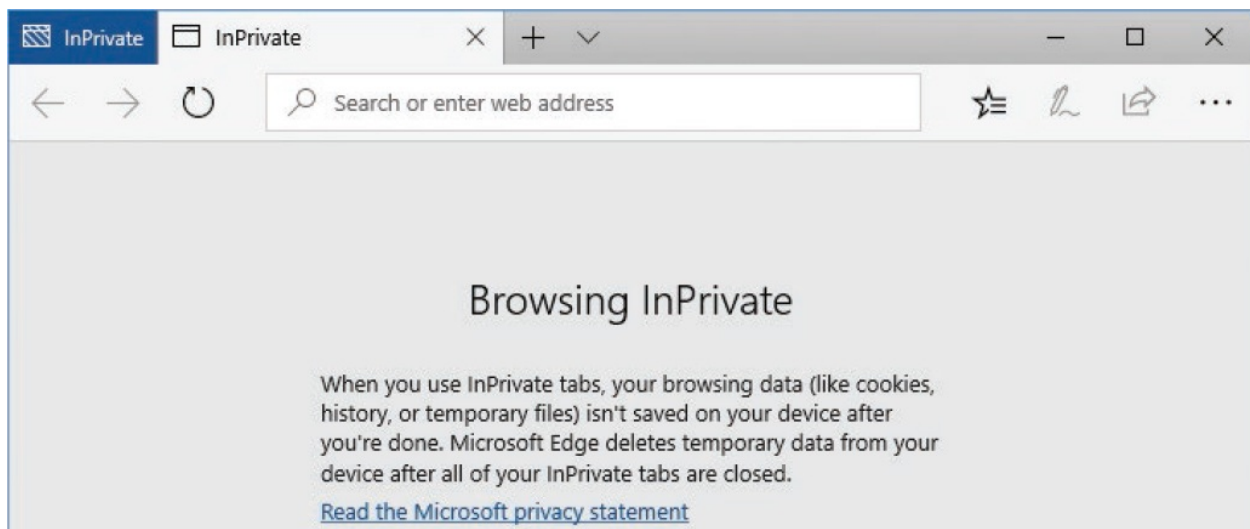 InPrivate InPrivate
Search or enter web address
Browsing InPrivate
When you use InPrivate tabs, your browsing data (like cookies,
history, or temporary files) isn't saved on your device after
you're done. Microsoft Edge deletes temporary data from your
device after all of your InPrivate tabs are closed.
Read the Microsoft privacy statement